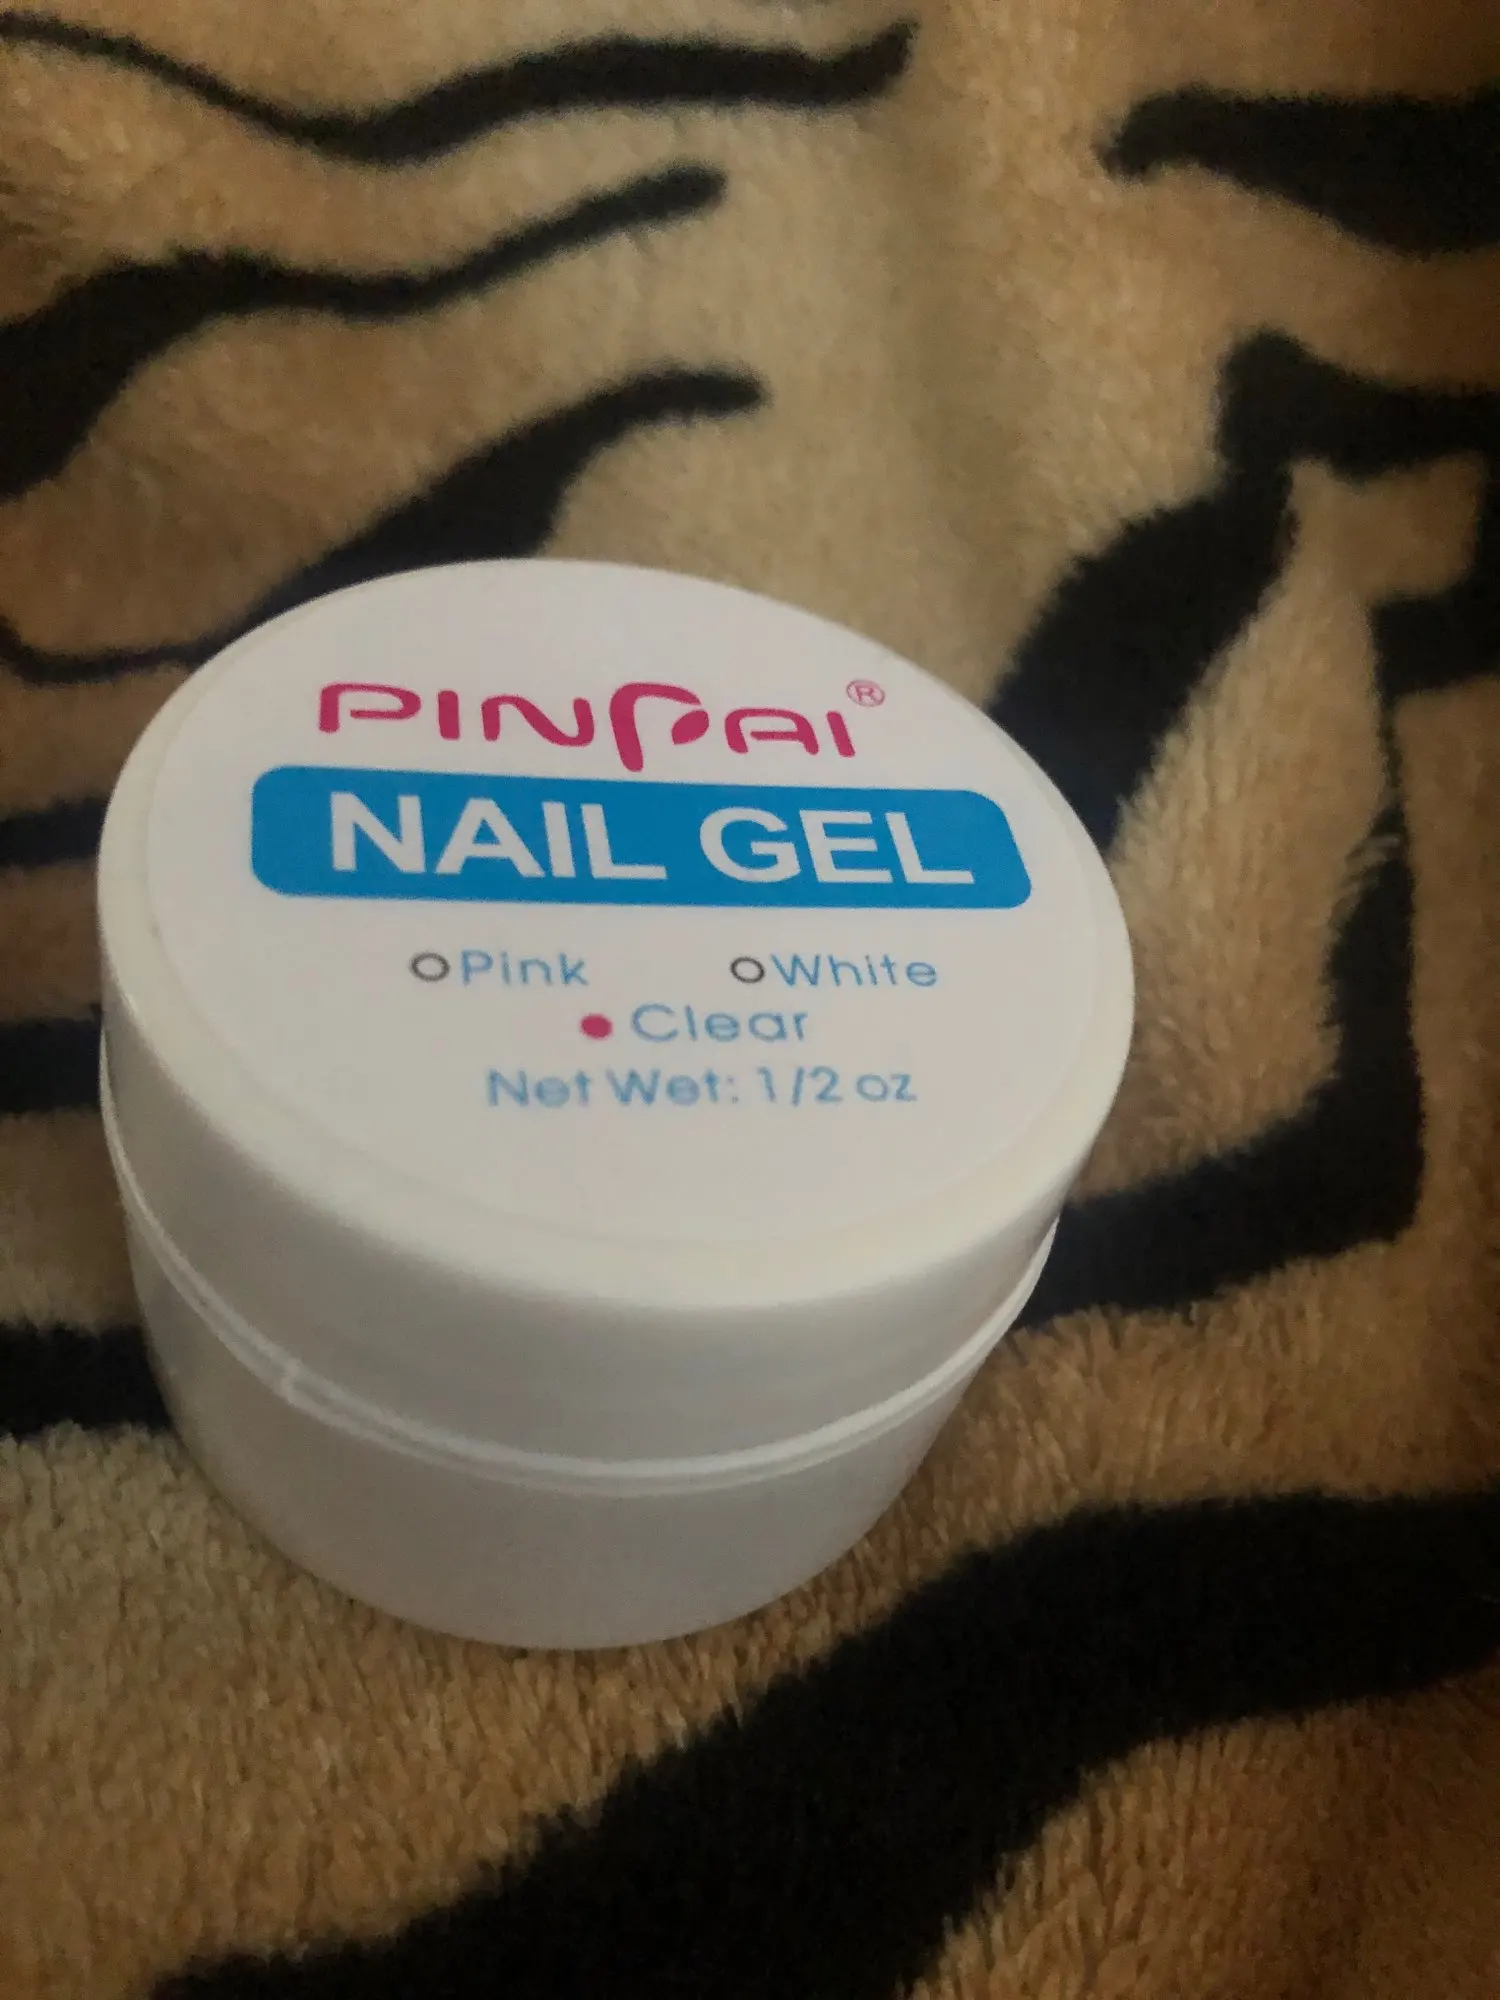 PINPAI®
NAIL GEL
Pink White
Clear
Net Wet: 1/2 oz